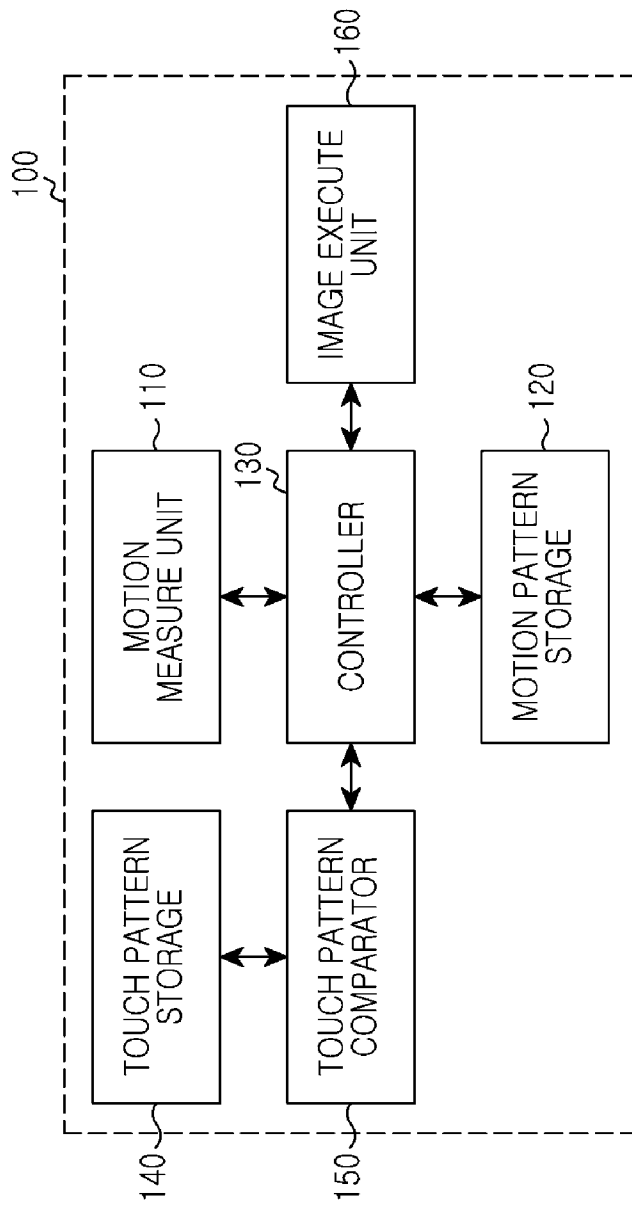 100
140
TOUCH PATTERN
STORAGE
110
MOTION
MEASURE UNIT
150
TOUCH PATTERN
COMPARATOR
130
CONTROLLER
160
IMAGE EXECUTE
UNIT
120
MOTION PATTERN
STORAGE